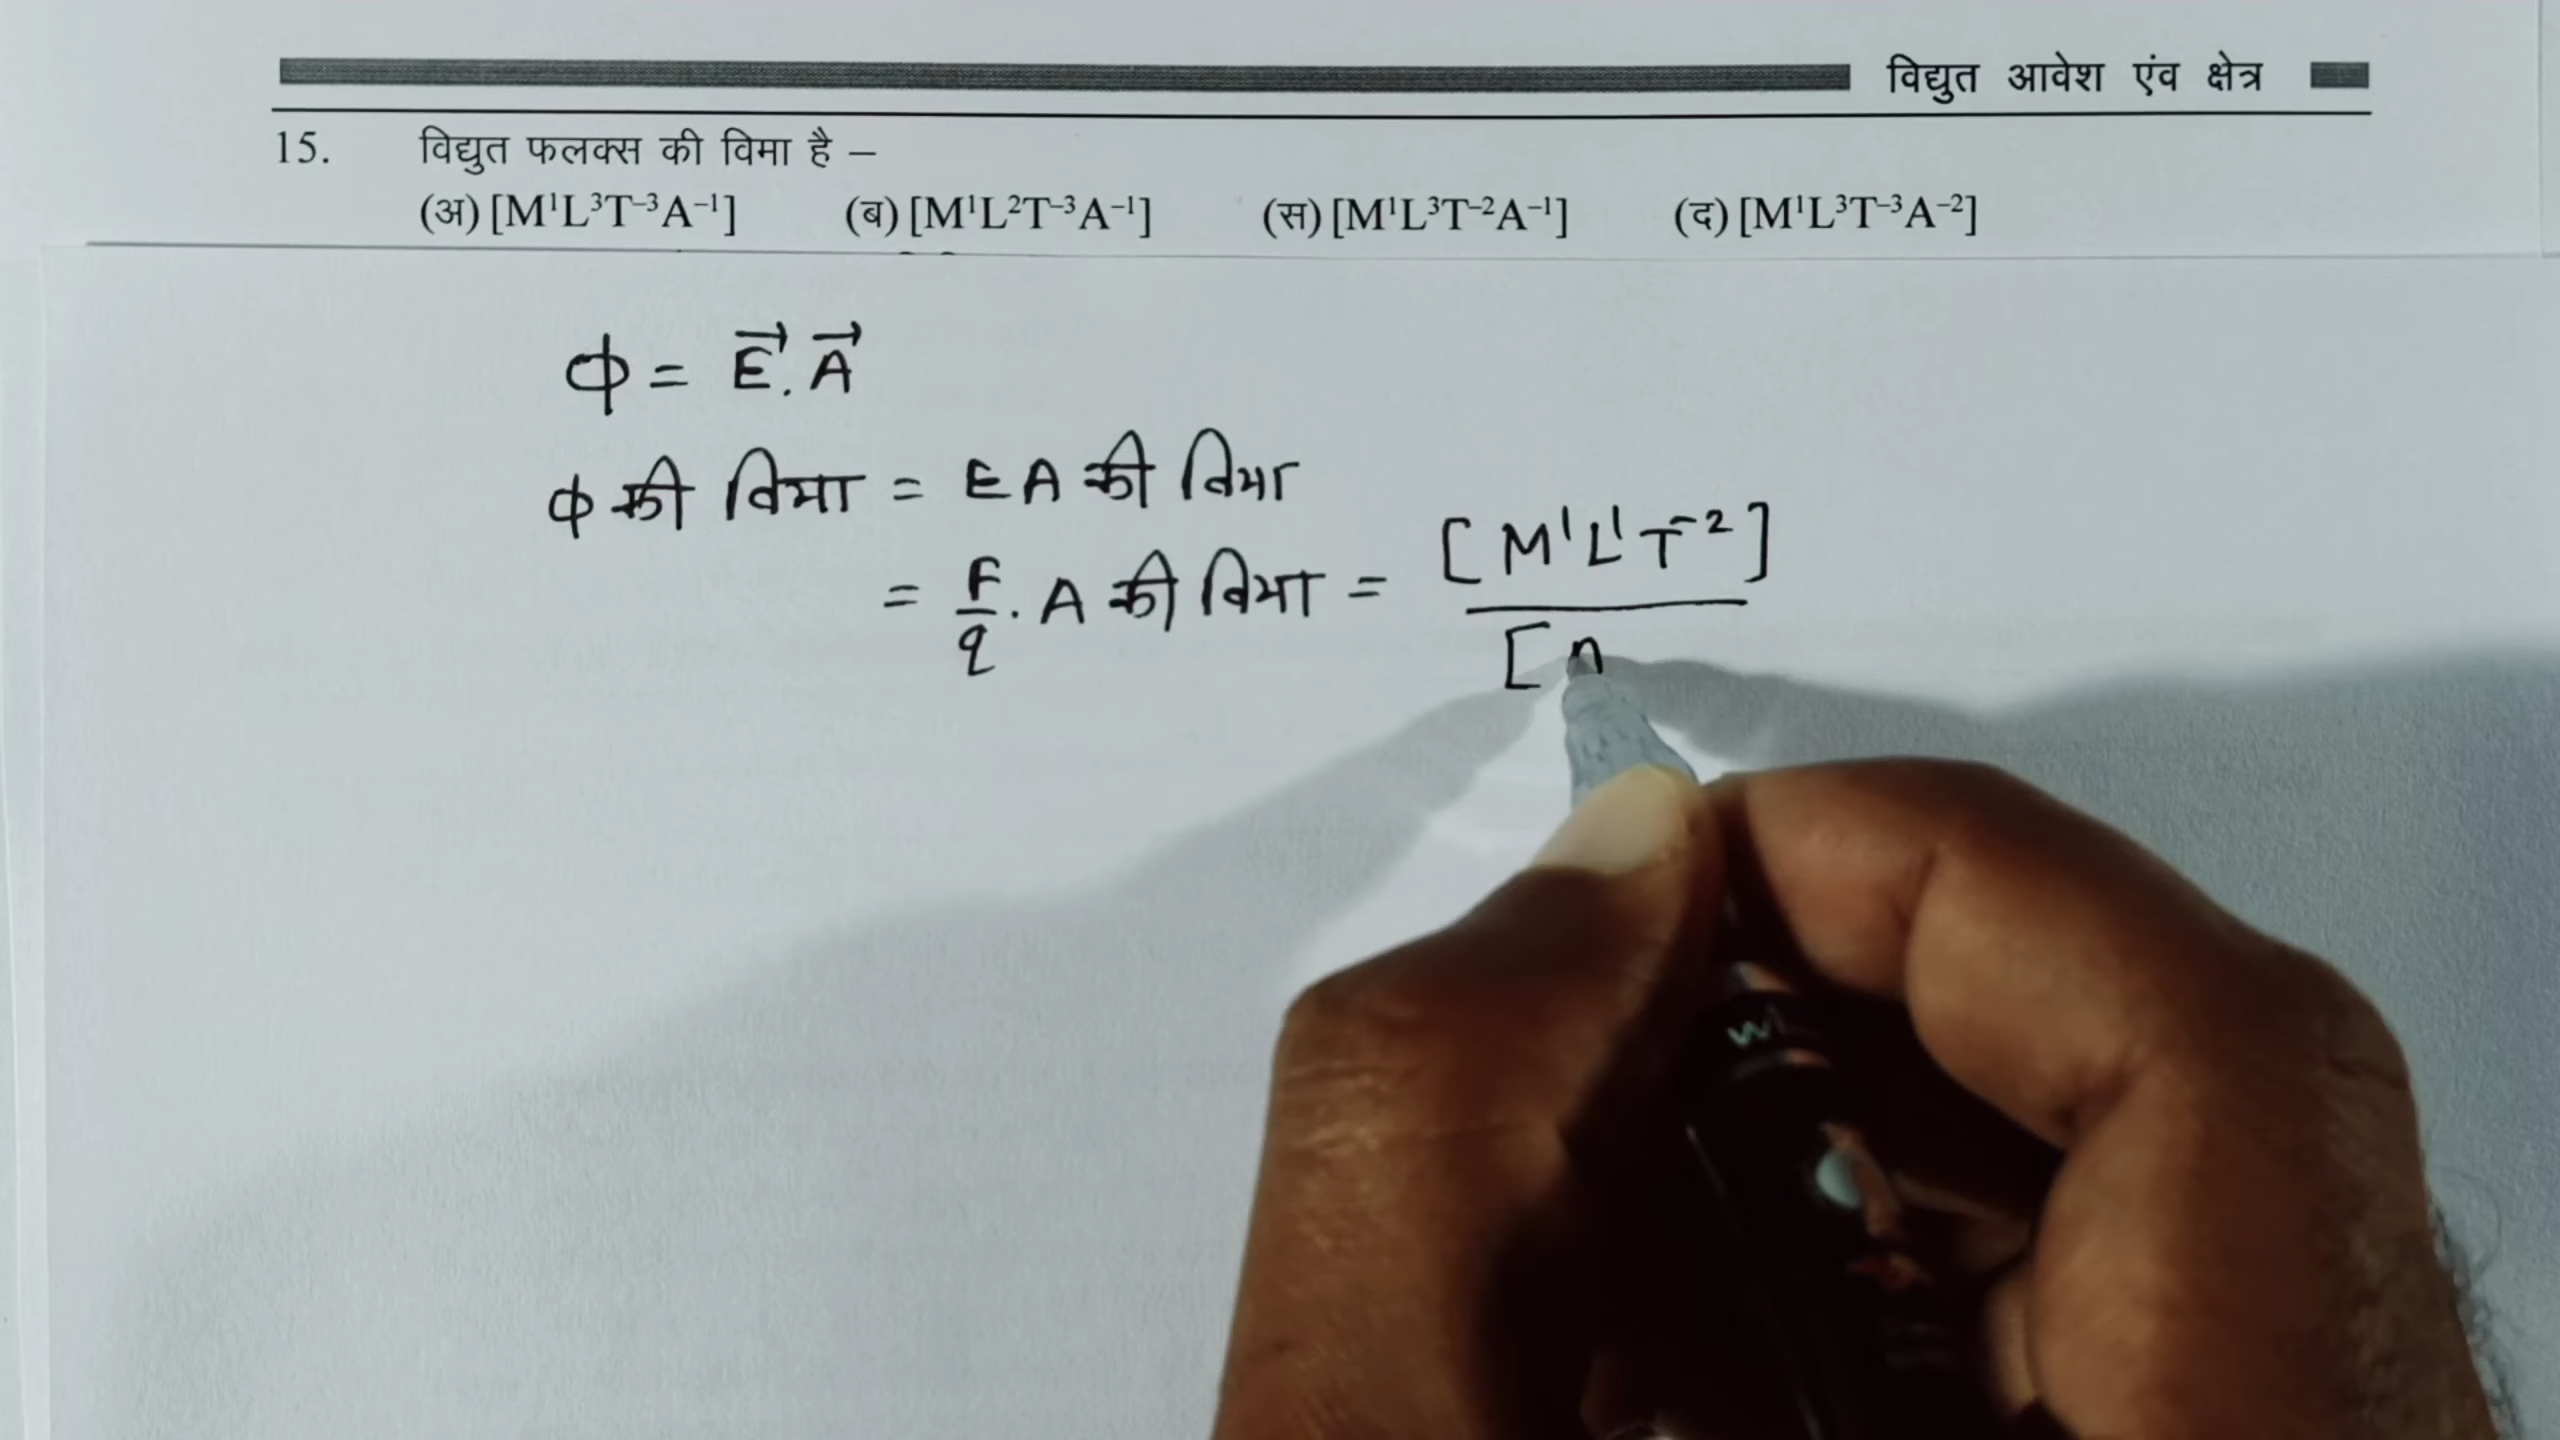 विद्युत आवेश एंव क्षेत्र
15. विद्युत फलक्स की विमा है –
(अ) [M¹L³T⁻³A⁻¹] (ब) [M¹L²T⁻³A⁻¹] (स) [M¹L³T⁻²A⁻¹] (द) [M¹L³T⁻³A⁻²]
ϕ = E⃗.A⃗
ϕ की विमा = EA की विमा
= F/q . A की विमा = [M¹L¹T⁻²]/[